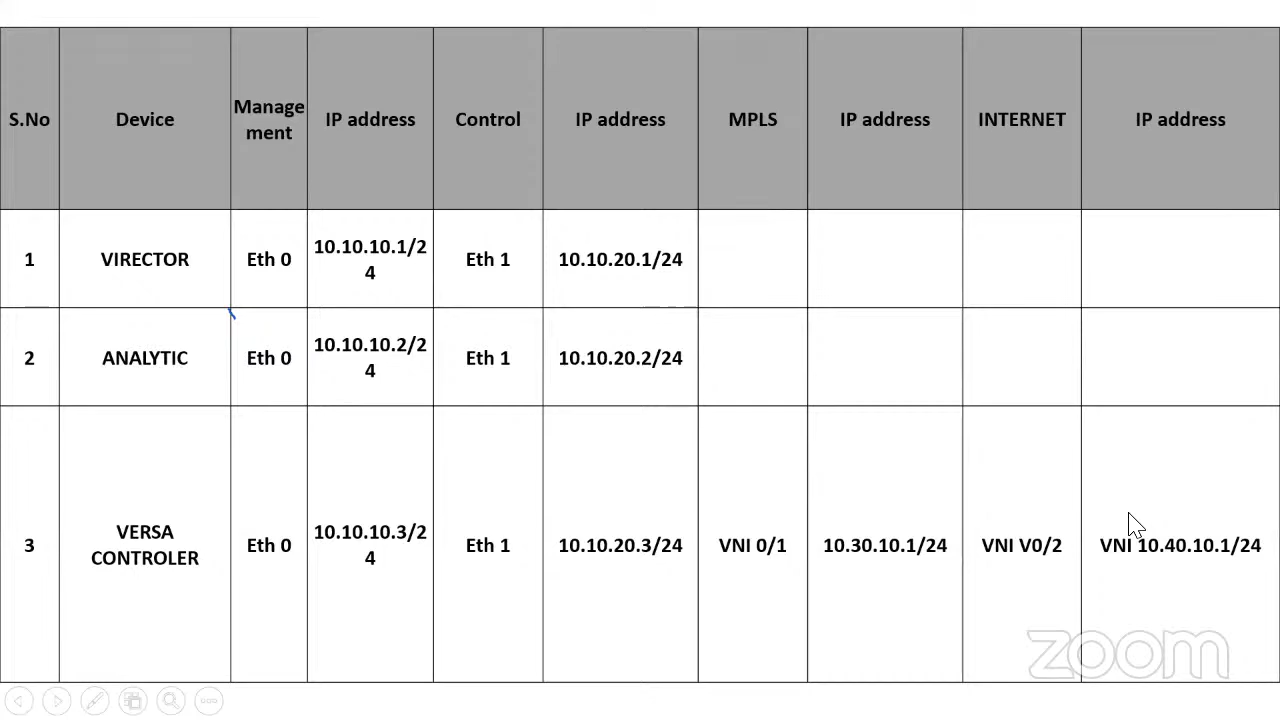 S.No
Device
Manage
ment
IP address
Control
IP address
MPLS
IP address
INTERNET
IP address
1
VIRECTOR
Eth 0
10.10.10.1/2
4
Eth 1
10.10.20.1/24
2
ANALYTIC
Eth 0
10.10.10.2/2
4
Eth 1
10.10.20.2/24
3
VERSA
CONTROLER
Eth 0
10.10.10.3/2
4
Eth 1
10.10.20.3/24
VNI 0/1
10.30.10.1/24
VNI V0/2
VNI 10.40.10.1/24
zoom